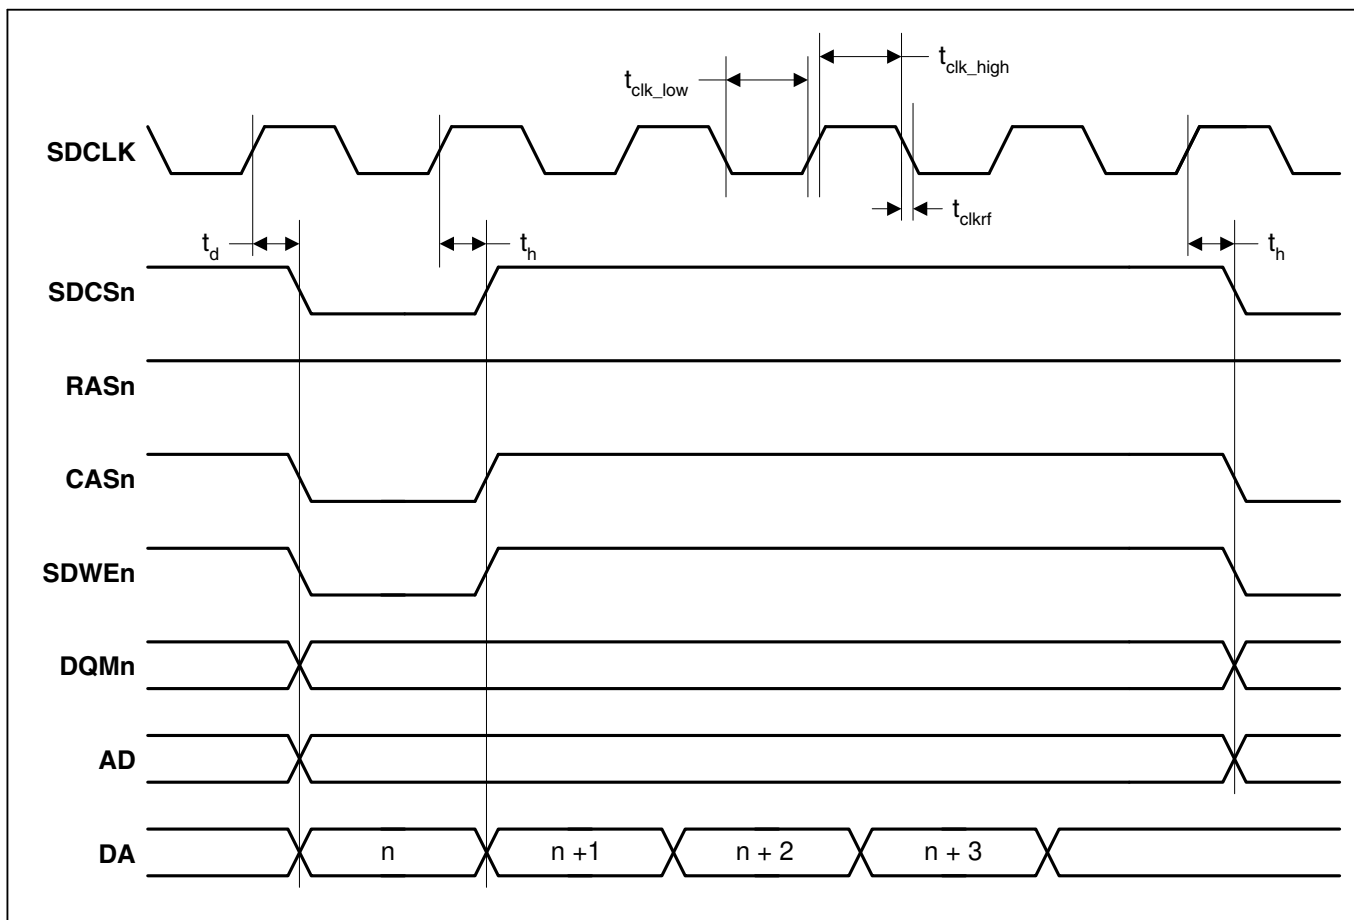 t_clk_high
t_clk_low
SDCLK
t_clkrf
t_d
t_h
t_h
SDCSn
RASn
CASn
SDWEn
DQMn
AD
DA n n +1 n + 2 n + 3